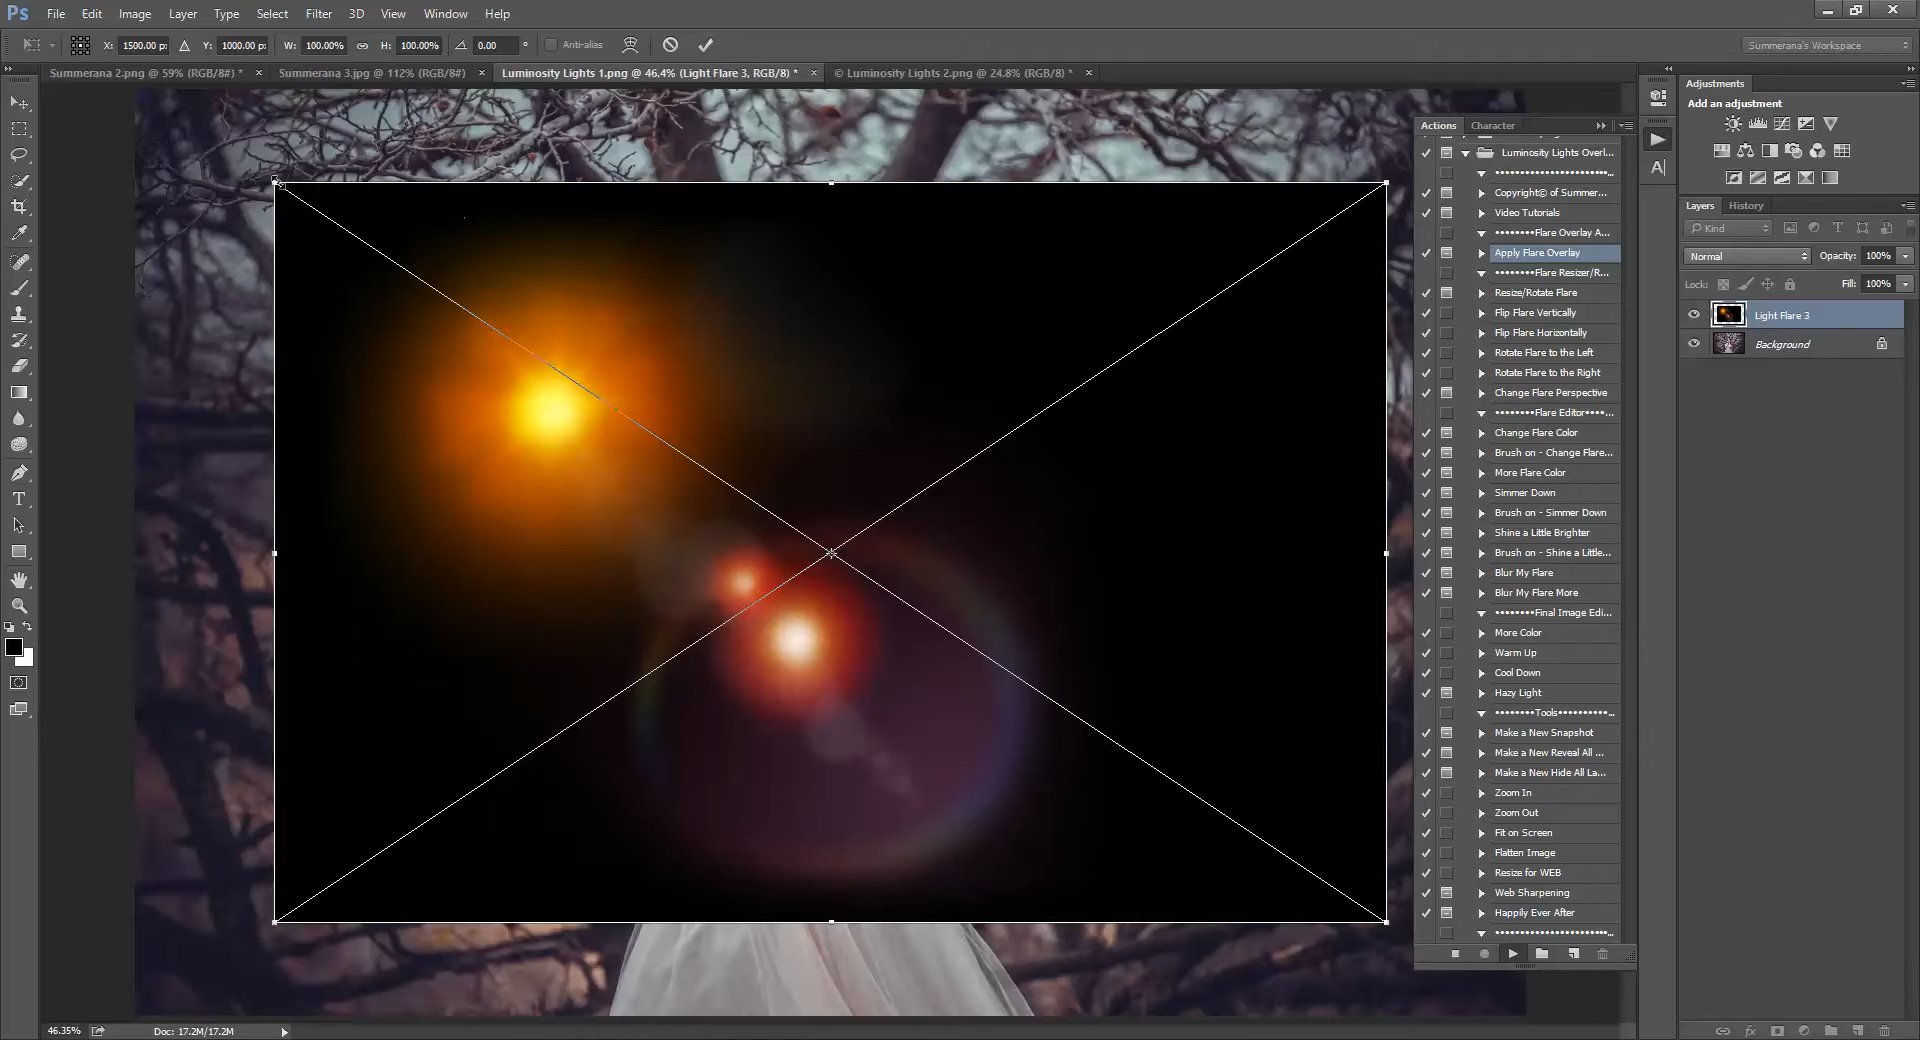 Ps File Edit Image Layer Type Select Filter 3D View Window Help
X: 1500.00 px Y: 1000.00 px W: 100.00% H: 100.00% 0.00 ° Anti-alias Summerana's Workspace
Summerana 2.png @ 59% (RGB/8#) * × Summerana 3.jpg @ 112% (RGB/8#) × Luminosity Lights 1.png @ 46.4% (Light Flare 3, RGB/8) * × © Luminosity Lights 2.png @ 24.8% (RGB/8) * ×
Adjustments
Add an adjustment
Actions Character
Luminosity Lights Overl...
••••••••••••••••••••••••...
Copyright© of Summer...
Video Tutorials
••••••••Flare Overlay A...
Apply Flare Overlay
••••••••Flare Resizer/R...
Resize/Rotate Flare
Flip Flare Vertically
Flip Flare Horizontally
Rotate Flare to the Left
Rotate Flare to the Right
Change Flare Perspective
••••••••Flare Editor••••...
Change Flare Color
Brush on - Change Flare...
More Flare Color
Simmer Down
Brush on - Simmer Down
Shine a Little Brighter
Brush on - Shine a Little...
Blur My Flare
Blur My Flare More
••••••••Final Image Edi...
More Color
Warm Up
Cool Down
Hazy Light
••••••••Tools••••••••••...
Make a New Snapshot
Make a New Reveal All ...
Make a New Hide All La...
Zoom In
Zoom Out
Fit on Screen
Flatten Image
Resize for WEB
Web Sharpening
Happily Ever After
••••••••••••••••••••••••...
Layers History
Kind
Normal Opacity: 100%
Lock: Fill: 100%
Light Flare 3
Background
T
A
46.35% Doc: 17.2M/17.2M
fx